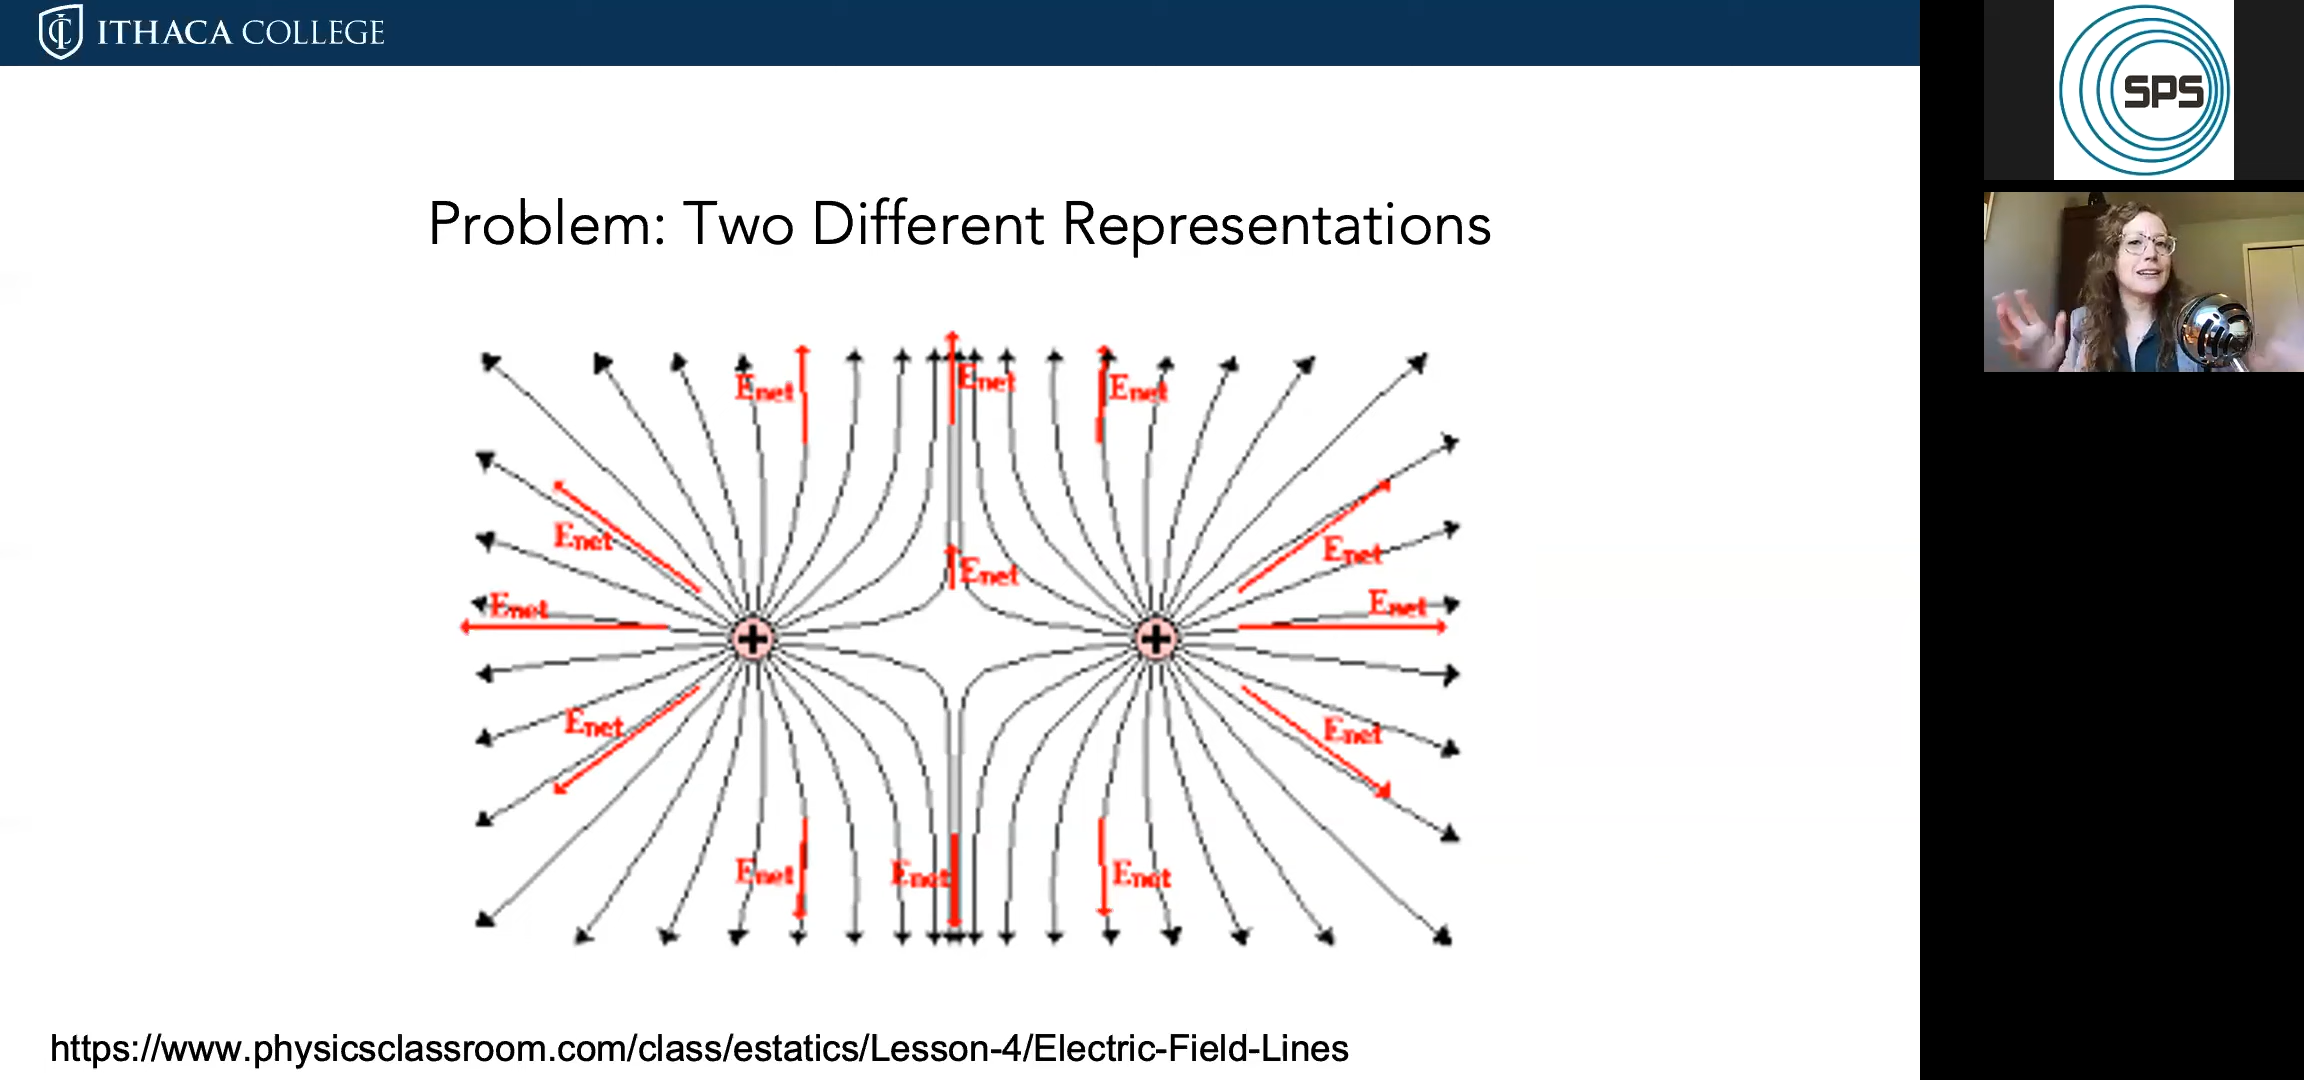 ITHACA COLLEGE
SPS
Problem: Two Different Representations
Enet
Enet
Enet
Enet
Enet
Enet
Enet
Enet
Enet
Enet
Enet
Enet
Enet
Enet
+
+
https://www.physicsclassroom.com/class/estatics/Lesson-4/Electric-Field-Lines